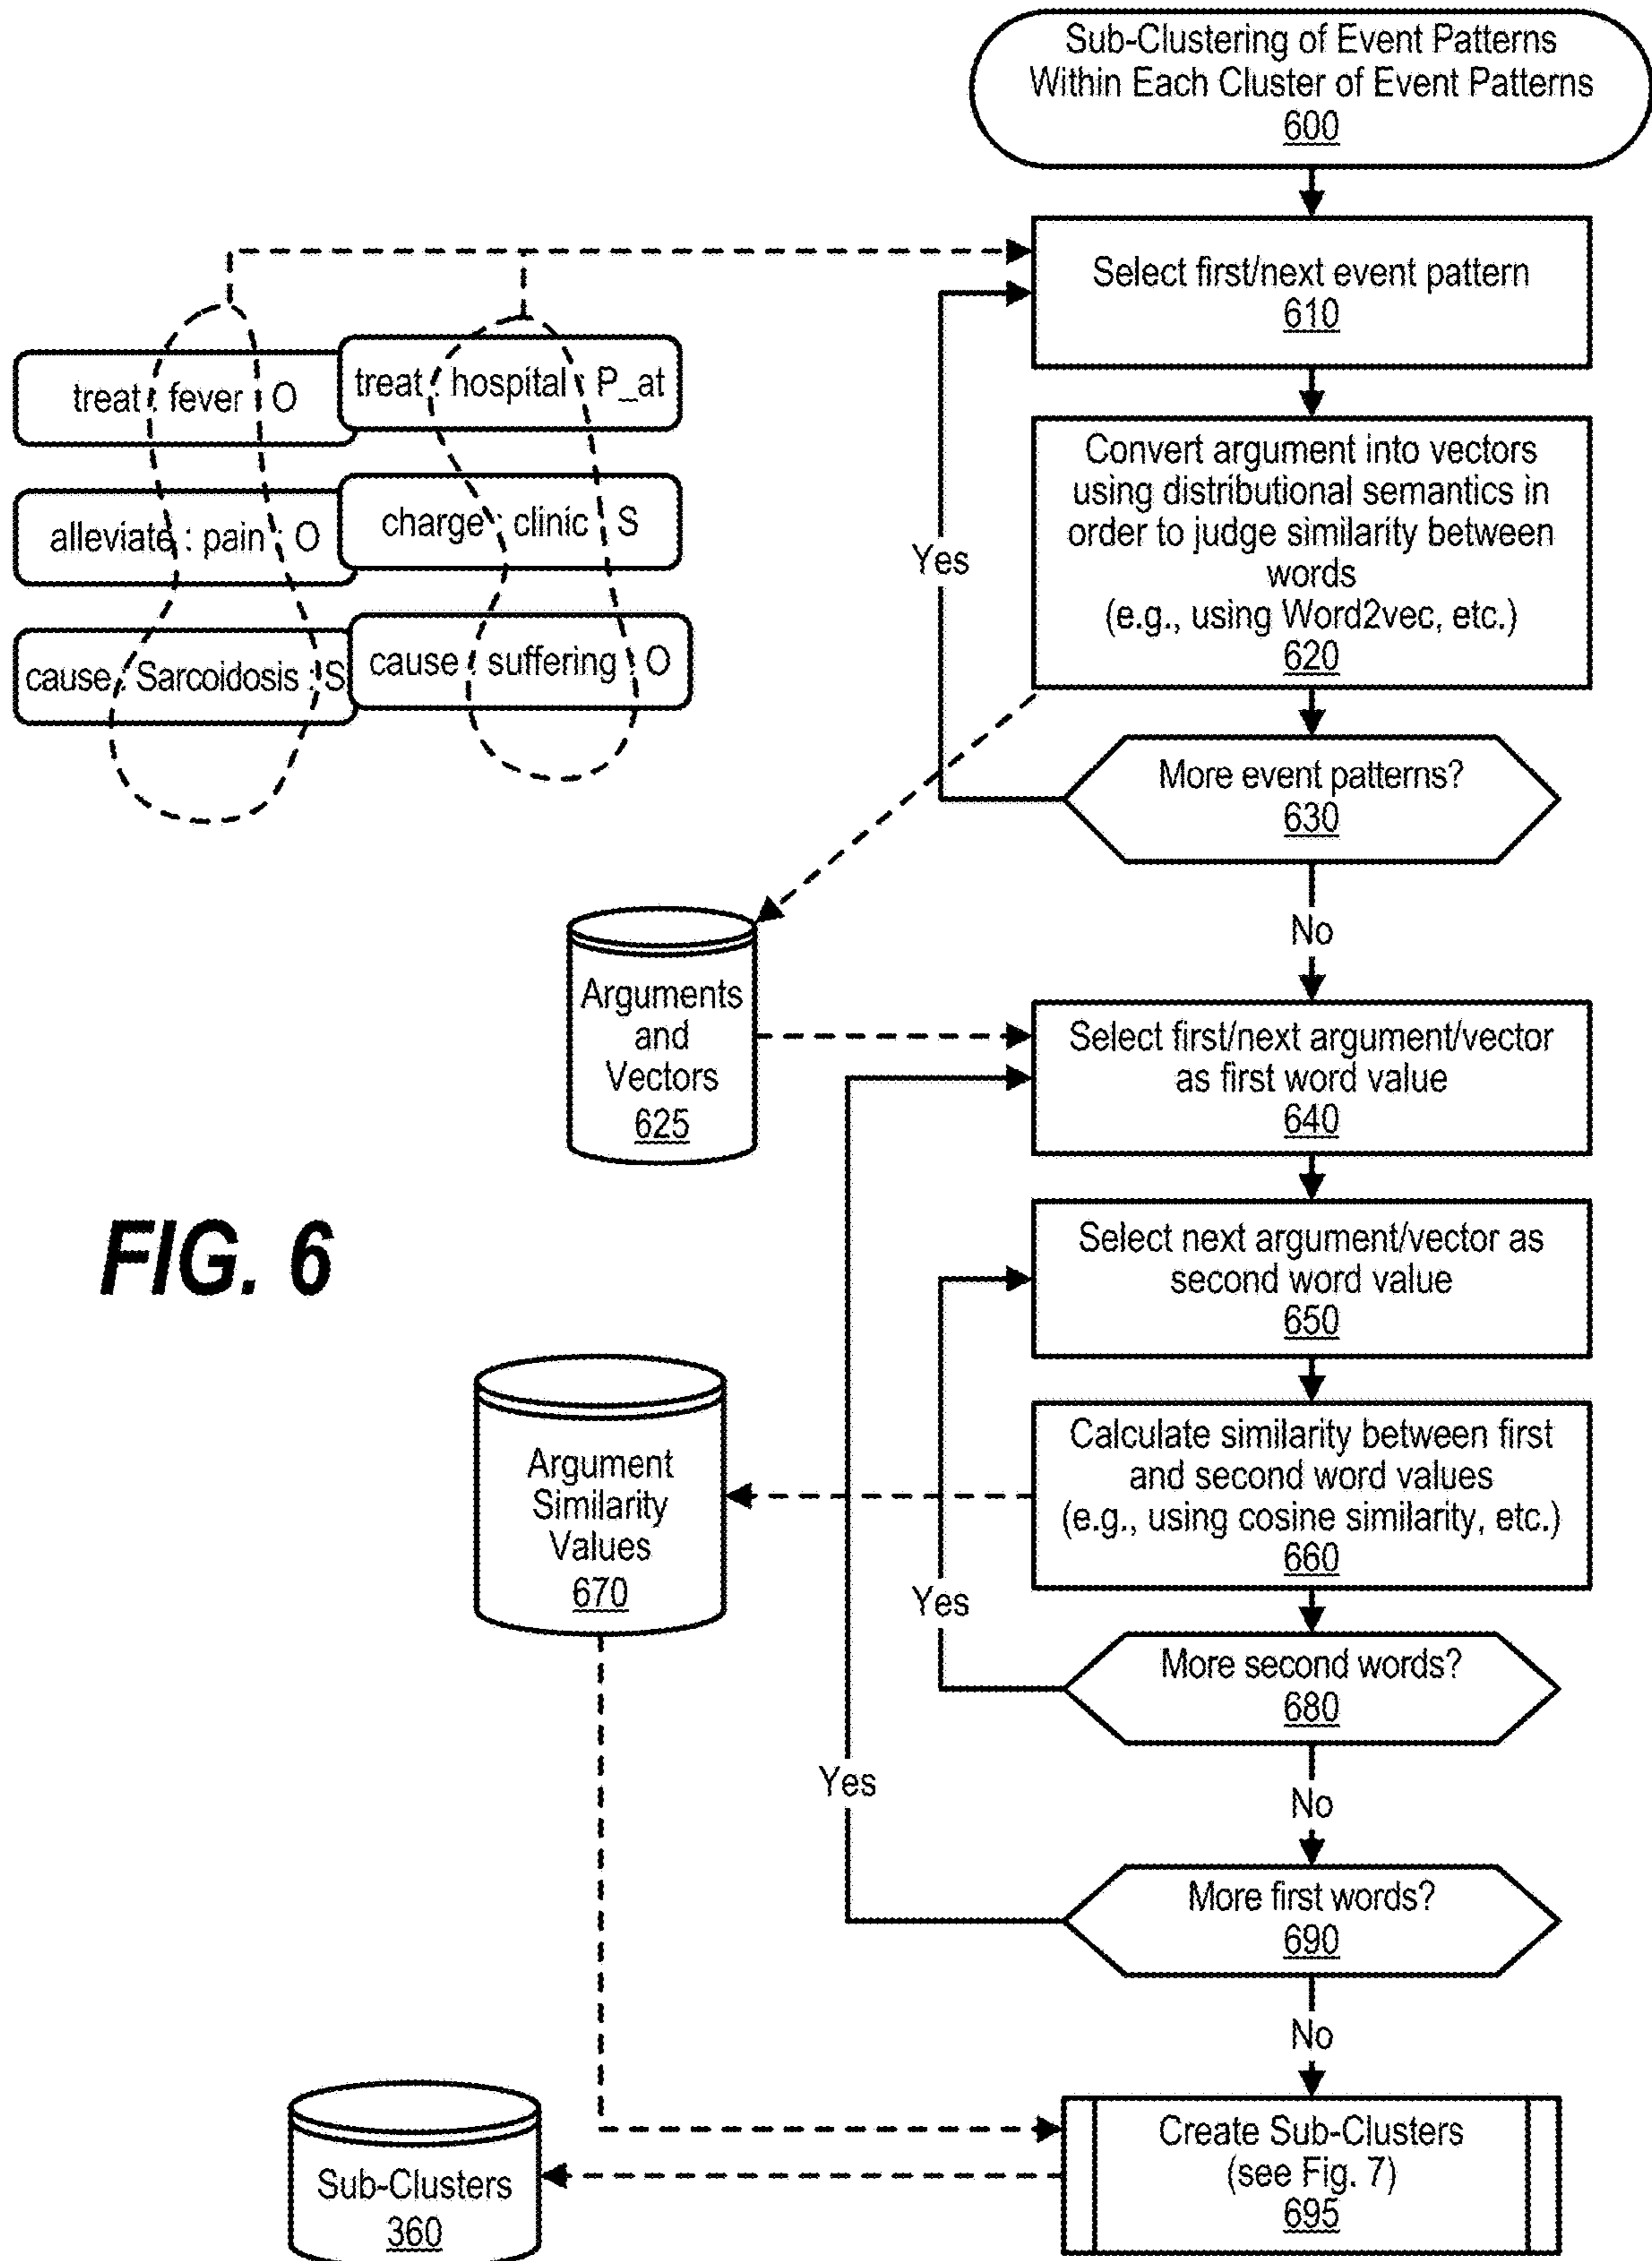 Sub-Clustering of Event Patterns
Within Each Cluster of Event Patterns
600
Select first/next event pattern
610
treat : fever : O
treat : hospital : P_at
alleviate : pain : O
charge : clinic : S
cause : Sarcoidosis : S
cause : suffering : O
Convert argument into vectors
using distributional semantics in
order to judge similarity between
words
(e.g., using Word2vec, etc.)
620
Yes
More event patterns?
630
No
Arguments
and
Vectors
625
Select first/next argument/vector
as first word value
640
FIG. 6
Select next argument/vector as
second word value
650
Calculate similarity between first
and second word values
(e.g., using cosine similarity, etc.)
660
Argument
Similarity
Values
670
Yes
More second words?
680
Yes
No
More first words?
690
No
Create Sub-Clusters
(see Fig. 7)
695
Sub-Clusters
360